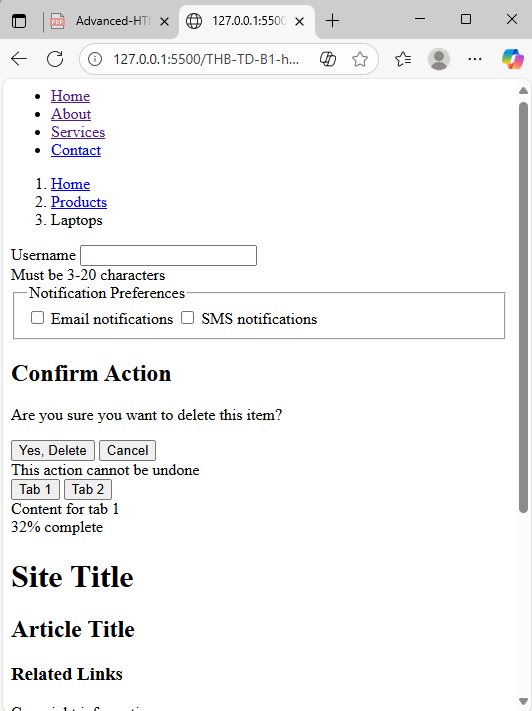 PDF
Advanced-HTI
127.0.0.1:5500
127.0.0.1:5500/THB-TD-B1-h...
Home
About
Services
Contact
1. Home
2. Products
3. Laptops
Username
Must be 3-20 characters
Notification Preferences
Email notifications SMS notifications
Confirm Action
Are you sure you want to delete this item?
Yes, Delete Cancel
This action cannot be undone
Tab 1 Tab 2
Content for tab 1
32% complete
Site Title
Article Title
Related Links